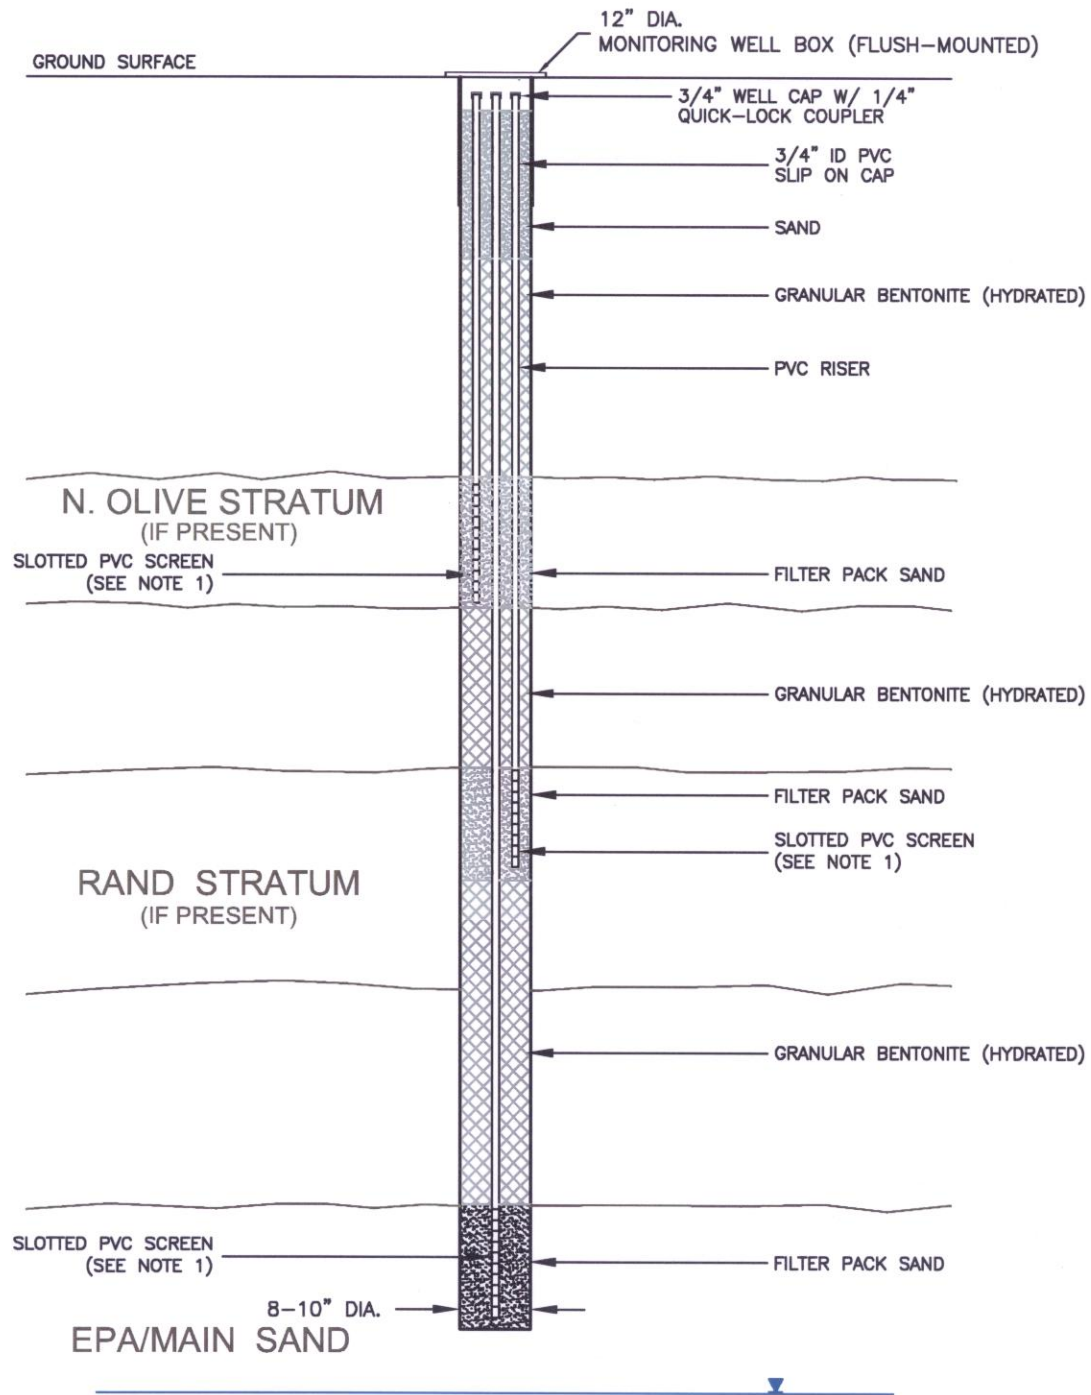 12" DIA.
MONITORING WELL BOX (FLUSH-MOUNTED)
GROUND SURFACE
3/4" WELL CAP W/ 1/4"
QUICK-LOCK COUPLER
3/4" ID PVC
SLIP ON CAP
SAND
GRANULAR BENTONITE (HYDRATED)
PVC RISER
N. OLIVE STRATUM
(IF PRESENT)
SLOTTED PVC SCREEN
(SEE NOTE 1)
FILTER PACK SAND
GRANULAR BENTONITE (HYDRATED)
FILTER PACK SAND
SLOTTED PVC SCREEN
(SEE NOTE 1)
RAND STRATUM
(IF PRESENT)
GRANULAR BENTONITE (HYDRATED)
SLOTTED PVC SCREEN
(SEE NOTE 1)
FILTER PACK SAND
8-10" DIA.
EPA/MAIN SAND